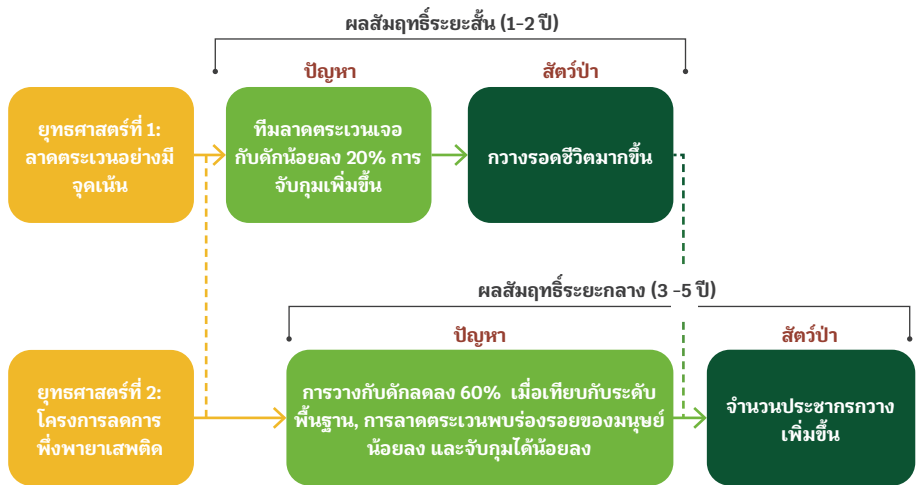 ผลสัมฤทธิ์ระยะสั้น (1-2 ปี)
ปัญหา
สัตว์ป่า
ยุทธศาสตร์ที่ 1:
ลาดตระเวนอย่างมี
จุดเน้น
ทีมลาดตระเวนเจอ
กับดักน้อยลง 20% การ
จับกุมเพิ่มขึ้น
กวางรอดชีวิตมากขึ้น
ผลสัมฤทธิ์ระยะกลาง (3 -5 ปี)
ปัญหา
สัตว์ป่า
ยุทธศาสตร์ที่ 2:
โครงการลดการ
พึ่งพายาเสพติด
การวางกับดักลดลง 60% เมื่อเทียบกับระดับ
พื้นฐาน, การลาดตระเวนพบร่องรอยของมนุษย์
น้อยลง และจับกุมได้น้อยลง
จำนวนประชากรกวาง
เพิ่มขึ้น